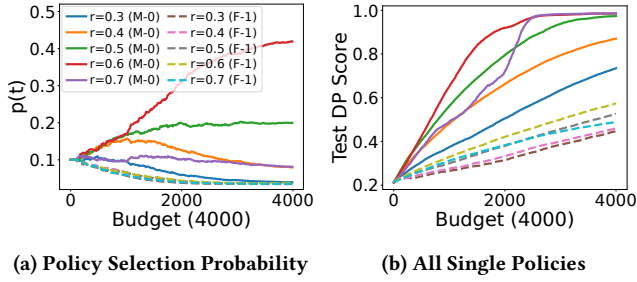 0.5
0.4
0.3
0.2
0.1
p(t)
r=0.3 (M-0) r=0.3 (F-1)
r=0.4 (M-0) r=0.4 (F-1)
r=0.5 (M-0) r=0.5 (F-1)
r=0.6 (M-0) r=0.6 (F-1)
r=0.7 (M-0) r=0.7 (F-1)
0 2000 4000
Budget (4000)
(a) Policy Selection Probability
1.0
0.8
0.6
0.4
0.2
Test DP Score
0 2000 4000
Budget (4000)
(b) All Single Policies